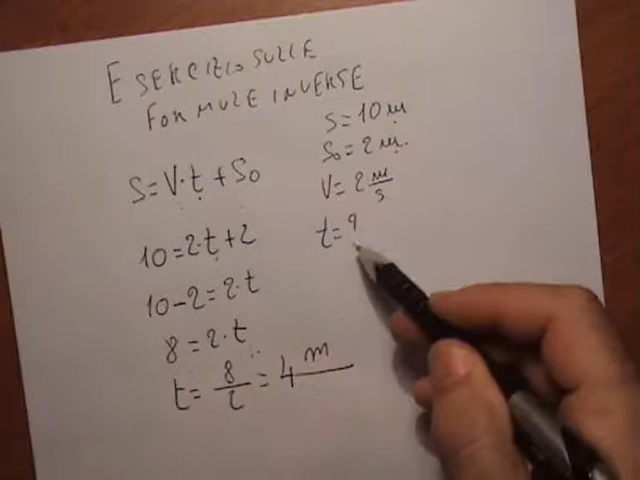 ESERCIZIO SULLE
FORMULE INVERSE
S=V·t+S₀
10=2·t+2
10-2=2·t
8=2·t
t=8/2=4 m
S=10 m
S₀=2 m.
V=2 m/s
t=?